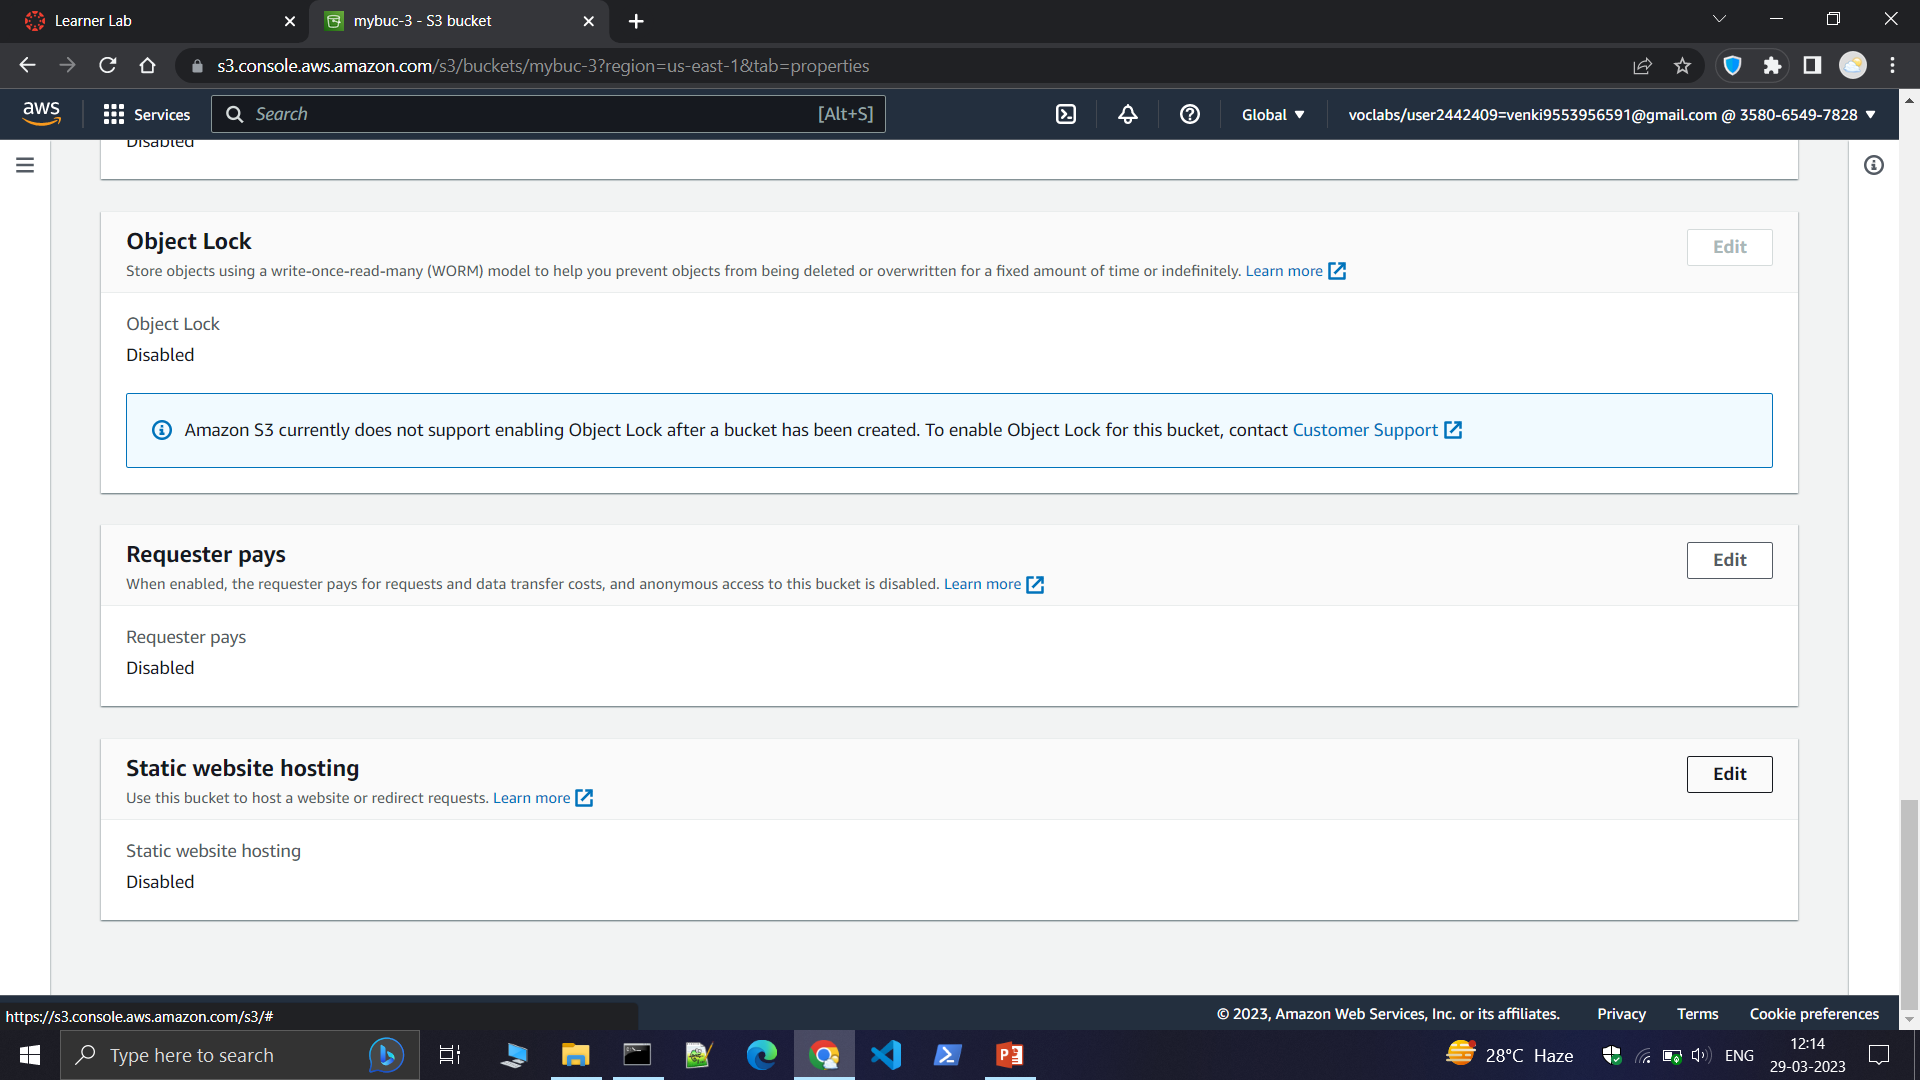 Learner Lab
mybuc-3 - S3 bucket
s3.console.aws.amazon.com/s3/buckets/mybuc-3?region=us-east-1&tab=properties
aws
Services
Search
[Alt+S]
Global
voclabs/user2442409=venki9553956591@gmail.com @ 3580-6549-7828
Disabled
Object Lock
Edit
Store objects using a write-once-read-many (WORM) model to help you prevent objects from being deleted or overwritten for a fixed amount of time or indefinitely. Learn more
Object Lock
Disabled
Amazon S3 currently does not support enabling Object Lock after a bucket has been created. To enable Object Lock for this bucket, contact Customer Support
Requester pays
Edit
When enabled, the requester pays for requests and data transfer costs, and anonymous access to this bucket is disabled. Learn more
Requester pays
Disabled
Static website hosting
Edit
Use this bucket to host a website or redirect requests. Learn more
Static website hosting
Disabled
https://s3.console.aws.amazon.com/s3/#
© 2023, Amazon Web Services, Inc. or its affiliates.
Privacy
Terms
Cookie preferences
Type here to search
28°C Haze
ENG
12:14
29-03-2023